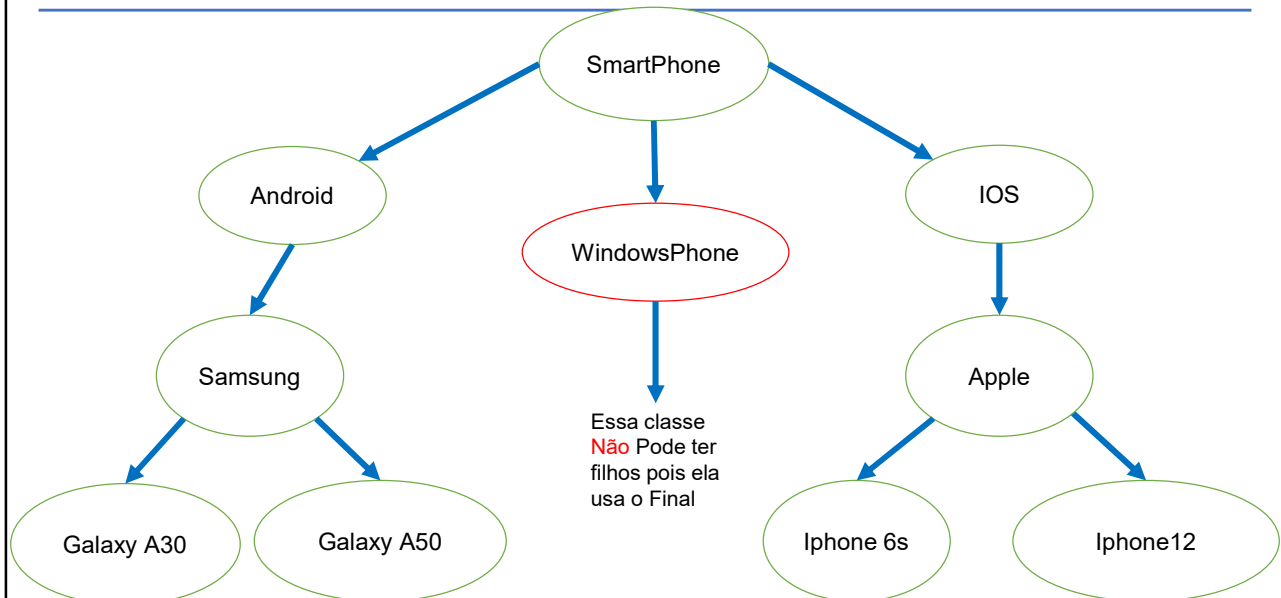 SmartPhone
Android
IOS
WindowsPhone
Samsung
Apple
Essa classe
Não Pode ter
filhos pois ela
usa o Final
Galaxy A30
Galaxy A50
Iphone 6s
Iphone12